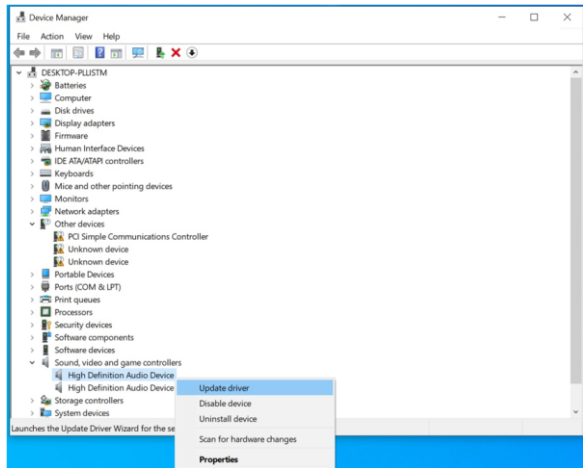 Device Manager
File Action View Help
DESKTOP-PLLISTM
Batteries
Computer
Disk drives
Display adapters
Firmware
Human Interface Devices
IDE ATA/ATAPI controllers
Keyboards
Mice and other pointing devices
Monitors
Network adapters
Other devices
PCI Simple Communications Controller
Unknown device
Unknown device
Portable Devices
Ports (COM & LPT)
Print queues
Processors
Security devices
Software components
Software devices
Sound, video and game controllers
High Definition Audio Device
High Definition Audio Device
Storage controllers
System devices
Launches the Update Driver Wizard for the se
Update driver
Disable device
Uninstall device
Scan for hardware changes
Properties